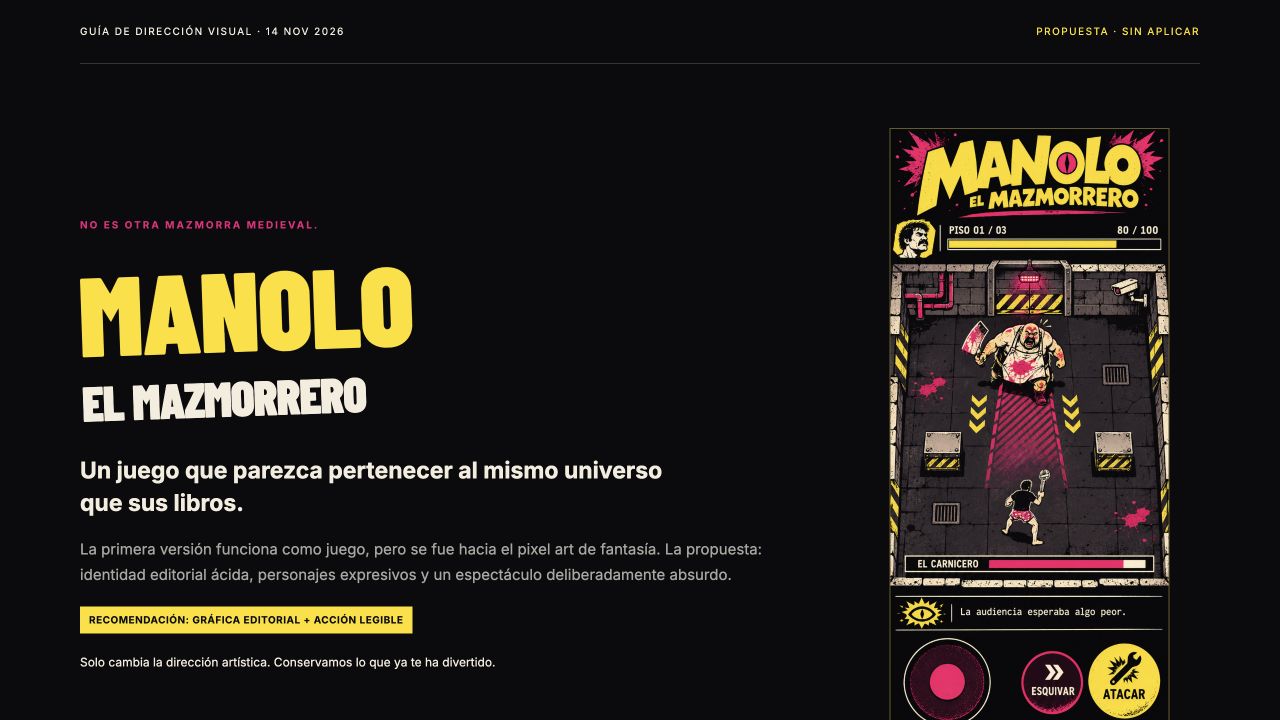 GUÍA DE DIRECCIÓN VISUAL · 14 NOV 2026
PROPUESTA · SIN APLICAR
NO ES OTRA MAZMORRA MEDIEVAL.
MANOLO
EL MAZMORRERO
Un juego que parezca pertenecer al mismo universo
que sus libros.
La primera versión funciona como juego, pero se fue hacia el pixel art de fantasía. La propuesta:
identidad editorial ácida, personajes expresivos y un espectáculo deliberadamente absurdo.
RECOMENDACIÓN: GRÁFICA EDITORIAL + ACCIÓN LEGIBLE
Solo cambia la dirección artística. Conservamos lo que ya te ha divertido.
MANOLO
EL MAZMORRERO
PISO 01 / 03
80 / 100
EL CARNICERO
La audiencia esperaba algo peor.
ESQUIVAR
ATACAR